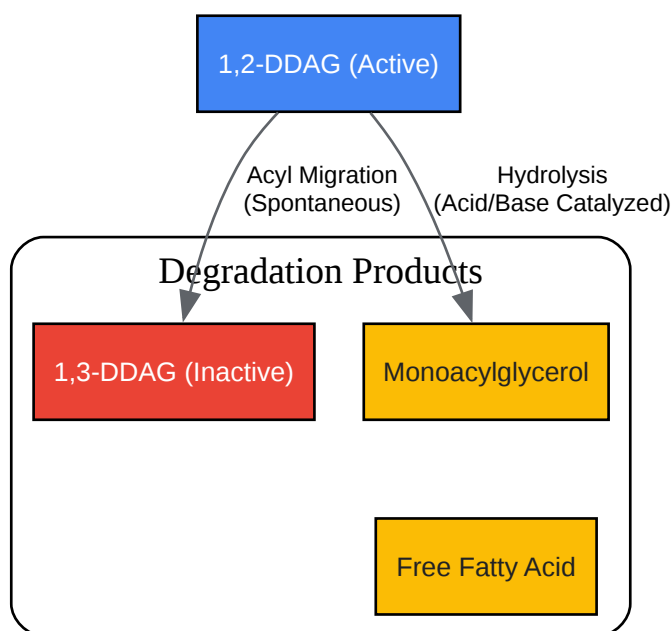 1,2-DDAG (Active)
Acyl Migration
(Spontaneous)
Hydrolysis
(Acid/Base Catalyzed)
Degradation Products
1,3-DDAG (Inactive)
Monoacylglycerol
Free Fatty Acid